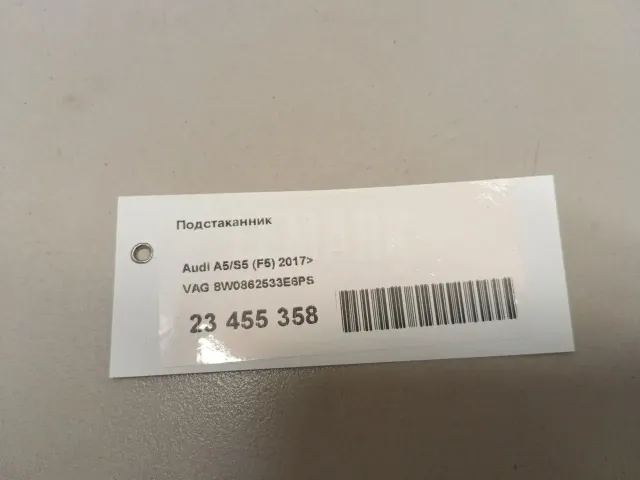 Подстаканник
Audi A5/S5 (F5) 2017>
VAG 8W0862533E6PS
23 455 358